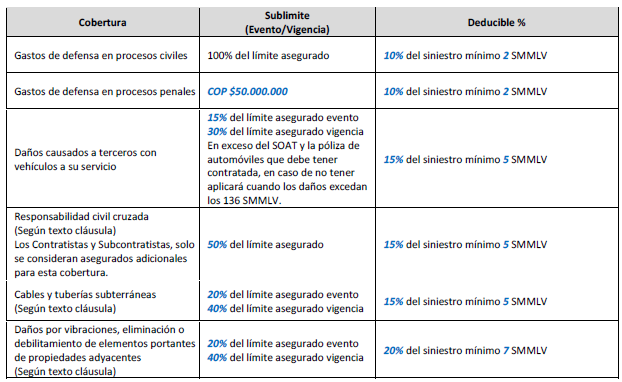 Cobertura
Sublimite
(Evento/Vigencia)
Deducible %
Gastos de defensa en procesos civiles
100% del límite asegurado
10% del siniestro mínimo 2 SMMLV
Gastos de defensa en procesos penales
COP $50.000.000
10% del siniestro mínimo 2 SMMLV
Daños causados a terceros con
vehículos a su servicio
15% del límite asegurado evento
30% del límite asegurado vigencia
En exceso del SOAT y la póliza de
automóviles que debe tener
contratada, en caso de no tener
aplicará cuando los daños excedan
los 136 SMMLV.
15% del siniestro mínimo 5 SMMLV
Responsabilidad civil cruzada
(Según texto cláusula)
Los Contratistas y Subcontratistas, solo
se consideran asegurados adicionales
para esta cobertura.
50% del límite asegurado
15% del siniestro mínimo 5 SMMLV
Cables y tuberías subterráneas
(Según texto cláusula)
20% del límite asegurado evento
40% del límite asegurado vigencia
15% del siniestro mínimo 5 SMMLV
Daños por vibraciones, eliminación o
debilitamiento de elementos portantes
de propiedades adyacentes
(Según texto cláusula)
20% del límite asegurado evento
40% del límite asegurado vigencia
20% del siniestro mínimo 7 SMMLV